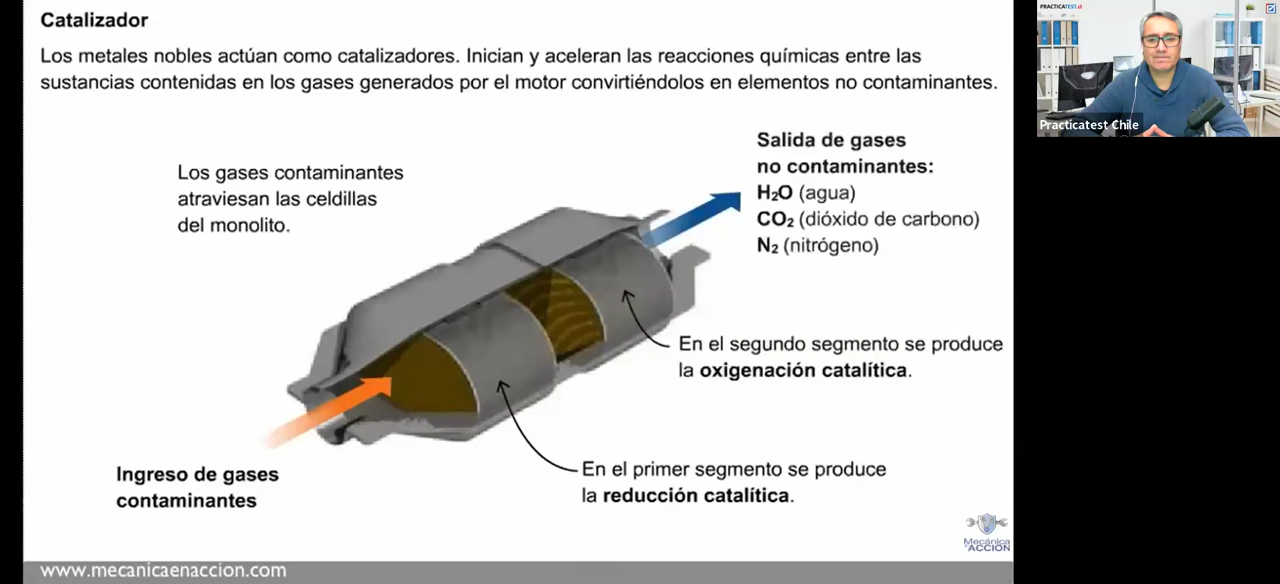 Catalizador
Los metales nobles actúan como catalizadores. Inician y aceleran las reacciones químicas entre las
sustancias contenidas en los gases generados por el motor convirtiéndolos en elementos no contaminantes.
Los gases contaminantes
atraviesan las celdillas
del monolito.
Salida de gases
no contaminantes:
H₂O (agua)
CO₂ (dióxido de carbono)
N₂ (nitrógeno)
En el segundo segmento se produce
la oxigenación catalítica.
En el primer segmento se produce
la reducción catalítica.
Ingreso de gases
contaminantes
Mecánica
ACCIÓN
www.mecanicaenaccion.com
PRACTICATEST.cl
Practicatest Chile